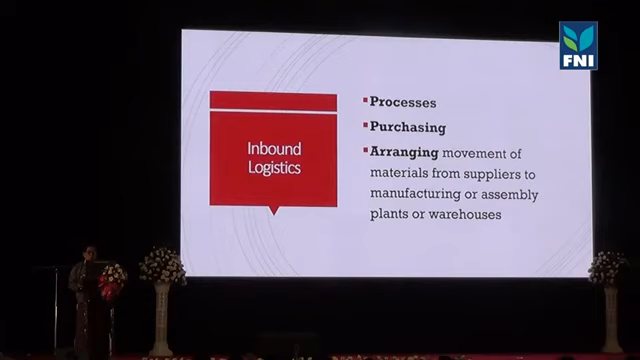 FNI
Inbound
Logistics
▪Processes
▪Purchasing
▪Arranging movement of
materials from suppliers to
manufacturing or assembly
plants or warehouses